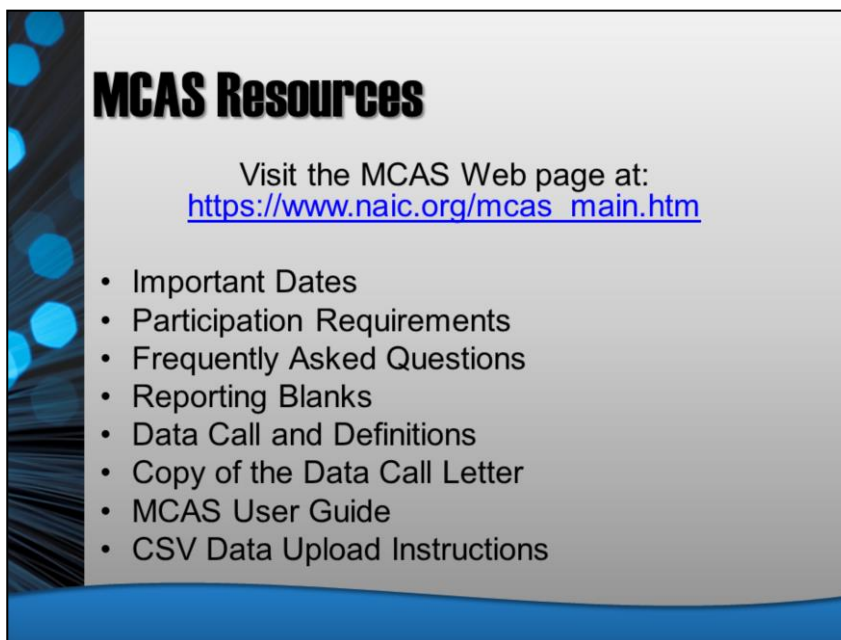 MCAS Resources
Visit the MCAS Web page at:
https://www.naic.org/mcas_main.htm
• Important Dates
• Participation Requirements
• Frequently Asked Questions
• Reporting Blanks
• Data Call and Definitions
• Copy of the Data Call Letter
• MCAS User Guide
• CSV Data Upload Instructions